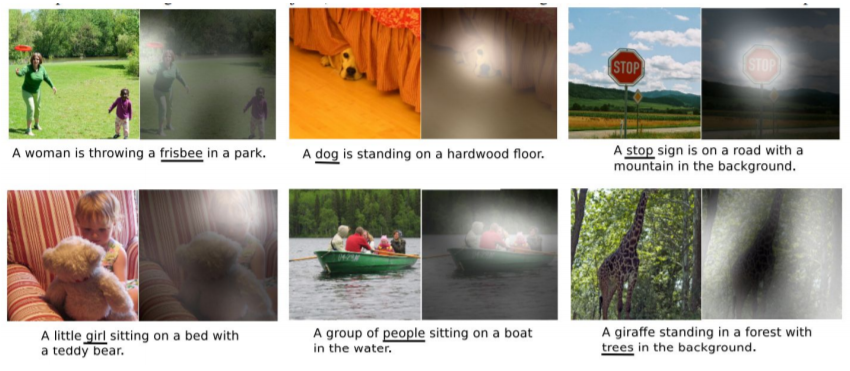 STOP
STOP
A woman is throwing a frisbee in a park.
A dog is standing on a hardwood floor.
A stop sign is on a road with a
mountain in the background.
A little girl sitting on a bed with
a teddy bear.
A group of people sitting on a boat
in the water.
A giraffe standing in a forest with
trees in the background.